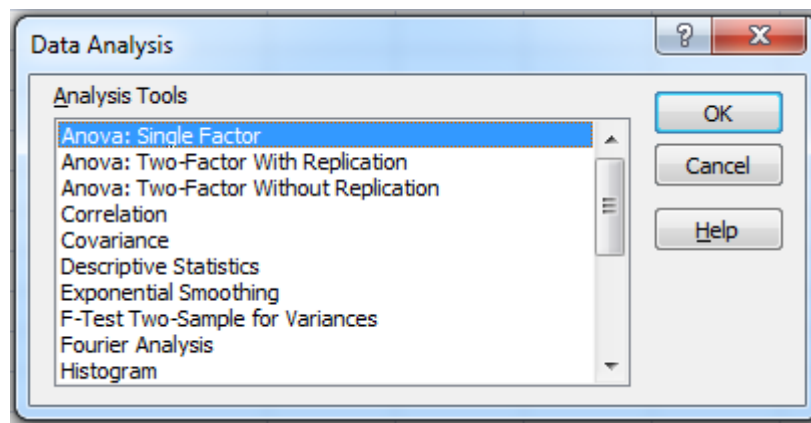 Data Analysis
?
Analysis Tools
Anova: Single Factor
Anova: Two-Factor With Replication
Anova: Two-Factor Without Replication
Correlation
Covariance
Descriptive Statistics
Exponential Smoothing
F-Test Two-Sample for Variances
Fourier Analysis
Histogram
OK
Cancel
Help